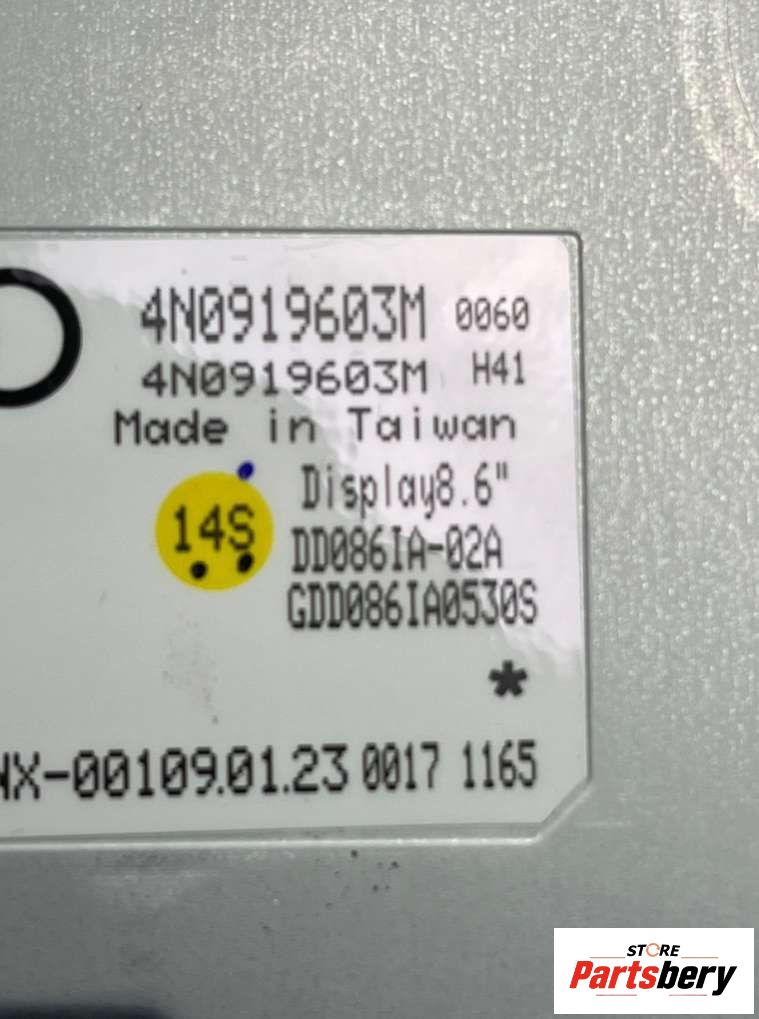 4N0919603M 0060
4N0919603M H41
Made in Taiwan
Display8.6"
14S
DD086IA-02A
GDD086IA0530S
*
NX-00109.01.23 0017 1165
STORE
Partsbery